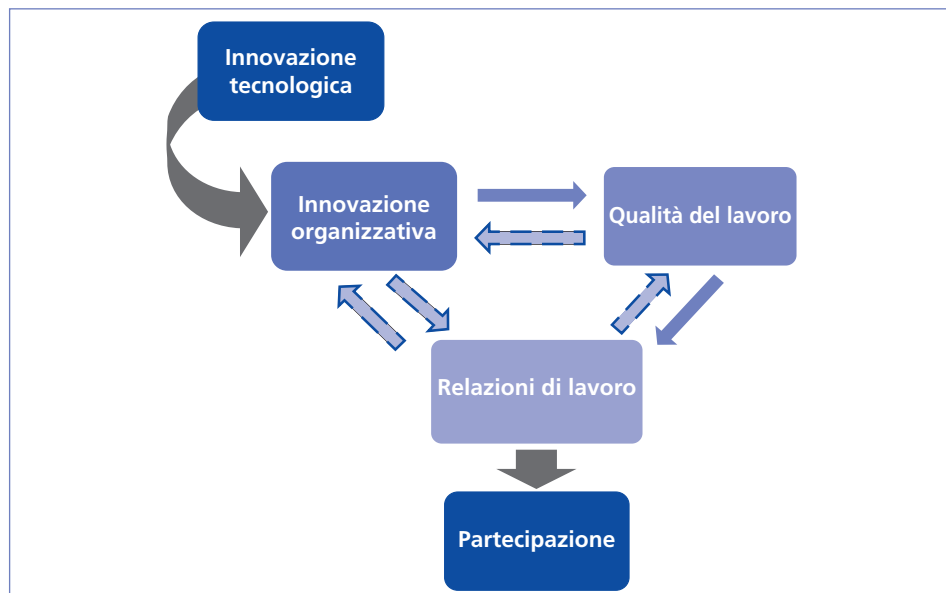 Innovazione
tecnologica
Innovazione
organizzativa
Qualità del lavoro
Relazioni di lavoro
Partecipazione